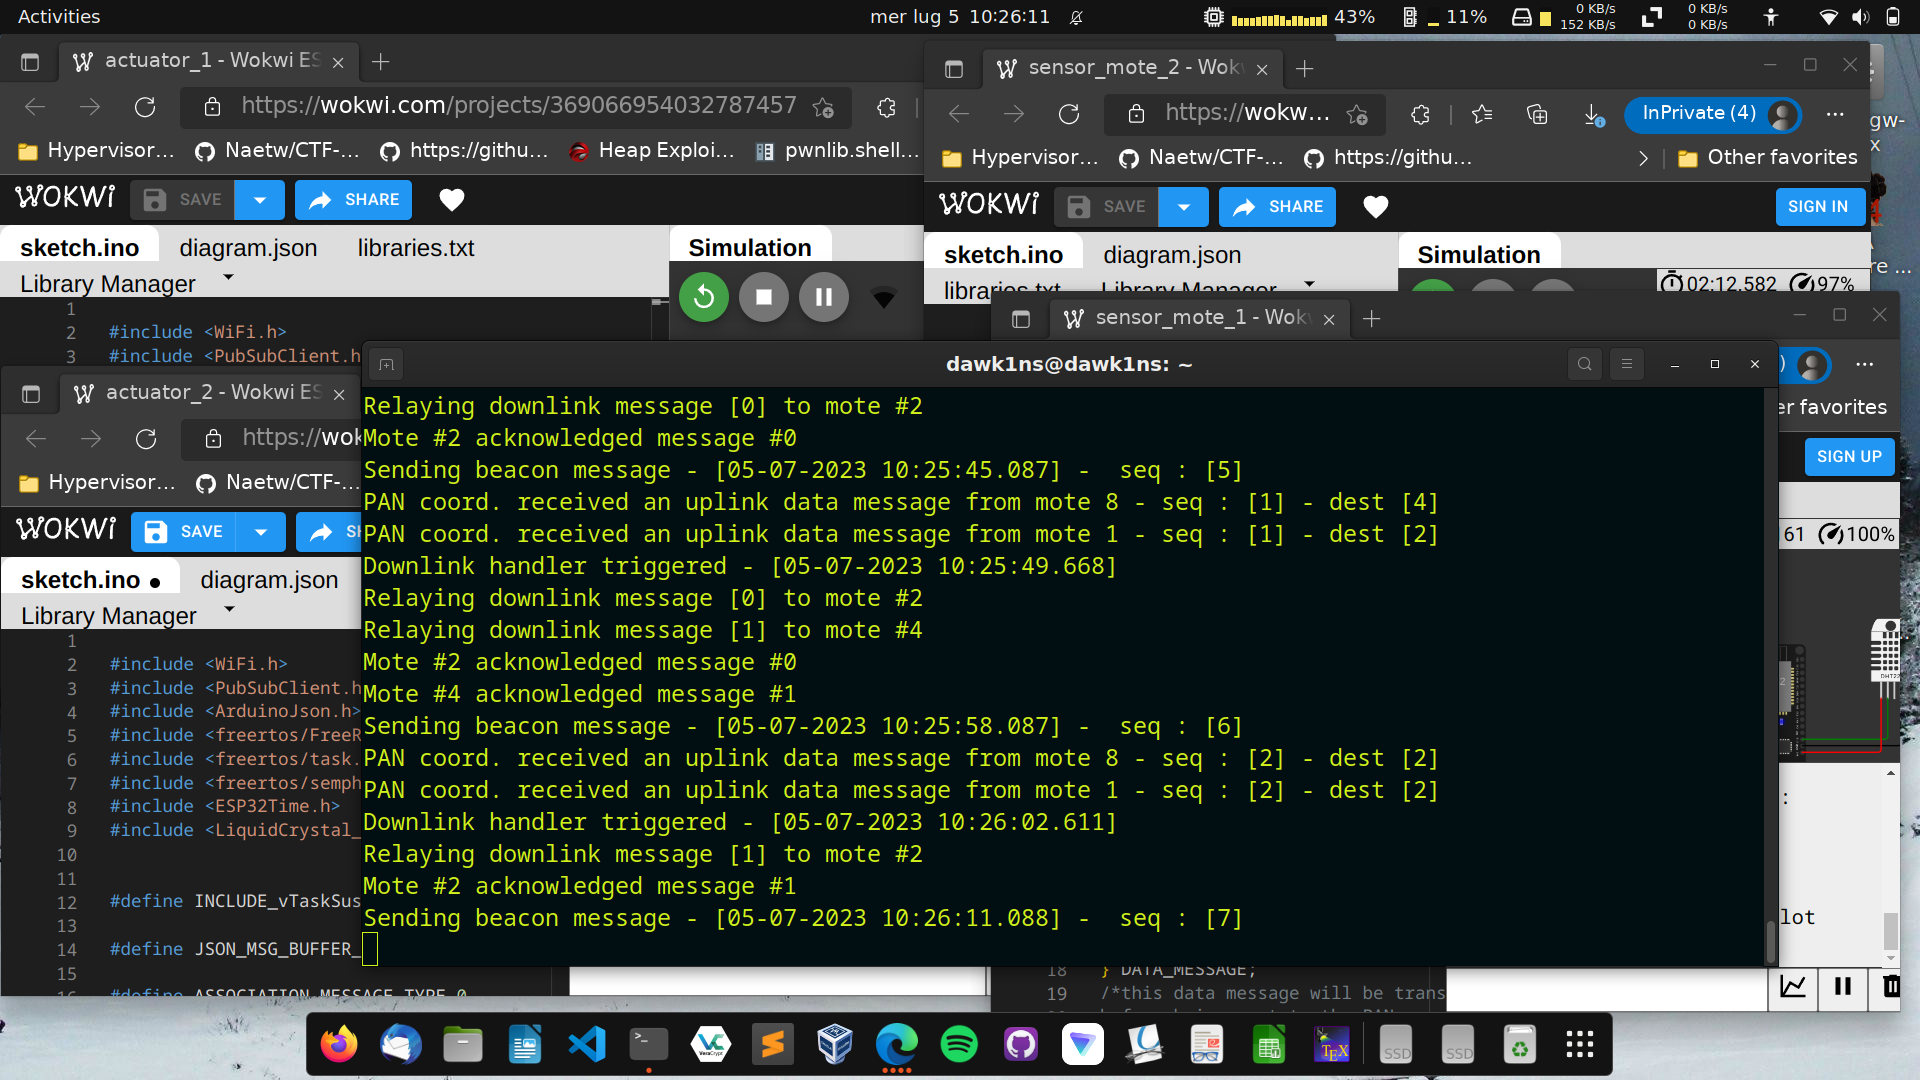 Activities
mer lug 5 10:26:11
43%
11%
0 KB/s
152 KB/s
0 KB/s
0 KB/s
actuator_1 - Wokwi ES
https://wokwi.com/projects/369066954032787457
Hypervisor...
Naetw/CTF-...
https://githu...
Heap Exploi...
pwnlib.shell...
WOKWI
SAVE
SHARE
sketch.ino
diagram.json
libraries.txt
Library Manager
Simulation
1
2 #include <WiFi.h>
3 #include <PubSubClient.h
sensor_mote_2 - Wok
https://wokw...
InPrivate (4)
Hypervisor...
Naetw/CTF-...
https://githu...
Other favorites
WOKWI
SAVE
SHARE
SIGN IN
sketch.ino
diagram.json
libraries.txt
Library Manager
Simulation
02:12.582
97%
gw-
x
re ...
sensor_mote_1 - Wok
er favorites
SIGN UP
61
100%
DHT22
:
lot
18 } DATA_MESSAGE;
19 /*this data message will be trans
actuator_2 - Wokwi ES
https://wok
Hypervisor...
Naetw/CTF-...
WOKWI
SAVE
SH
sketch.ino ●
diagram.json
Library Manager
1
2 #include <WiFi.h>
3 #include <PubSubClient.h
4 #include <ArduinoJson.h>
5 #include <freertos/FreeR
6 #include <freertos/task.
7 #include <freertos/semph
8 #include <ESP32Time.h>
9 #include <LiquidCrystal_
10
11
12 #define INCLUDE_vTaskSus
13
14 #define JSON_MSG_BUFFER_
15
16 #define ASSOCIATION_MESSAGE_TYPE 0
dawk1ns@dawk1ns: ~
Relaying downlink message [0] to mote #2
Mote #2 acknowledged message #0
Sending beacon message - [05-07-2023 10:25:45.087] -  seq : [5]
PAN coord. received an uplink data message from mote 8 - seq : [1] - dest [4]
PAN coord. received an uplink data message from mote 1 - seq : [1] - dest [2]
Downlink handler triggered - [05-07-2023 10:25:49.668]
Relaying downlink message [0] to mote #2
Relaying downlink message [1] to mote #4
Mote #2 acknowledged message #0
Mote #4 acknowledged message #1
Sending beacon message - [05-07-2023 10:25:58.087] -  seq : [6]
PAN coord. received an uplink data message from mote 8 - seq : [2] - dest [2]
PAN coord. received an uplink data message from mote 1 - seq : [2] - dest [2]
Downlink handler triggered - [05-07-2023 10:26:02.611]
Relaying downlink message [1] to mote #2
Mote #2 acknowledged message #1
Sending beacon message - [05-07-2023 10:26:11.088] -  seq : [7]
VeraCrypt
TEX
SSD
SSD